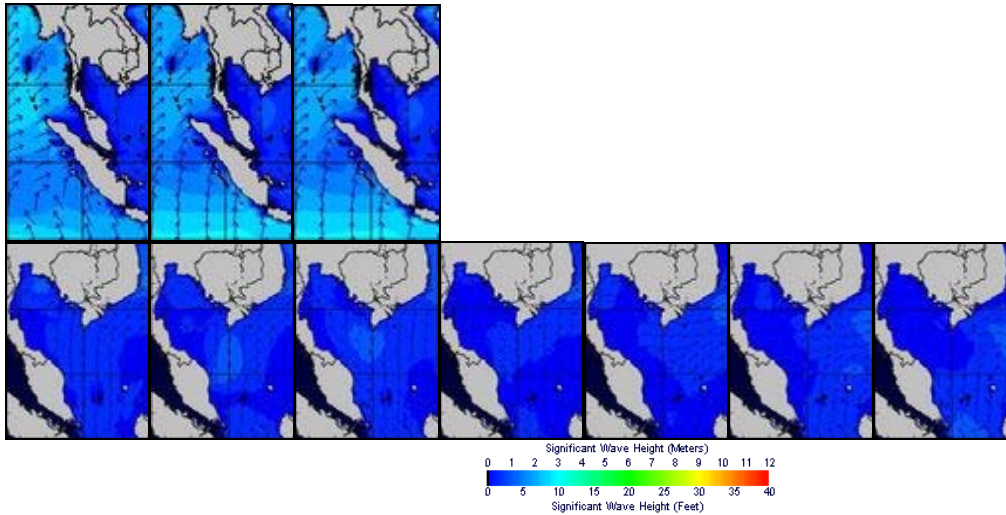 Significant Wave Height (Meters)
0 1 2 3 4 5 6 7 8 9 10 11 12
0 5 10 15 20 25 30 35 40
Significant Wave Height (Feet)